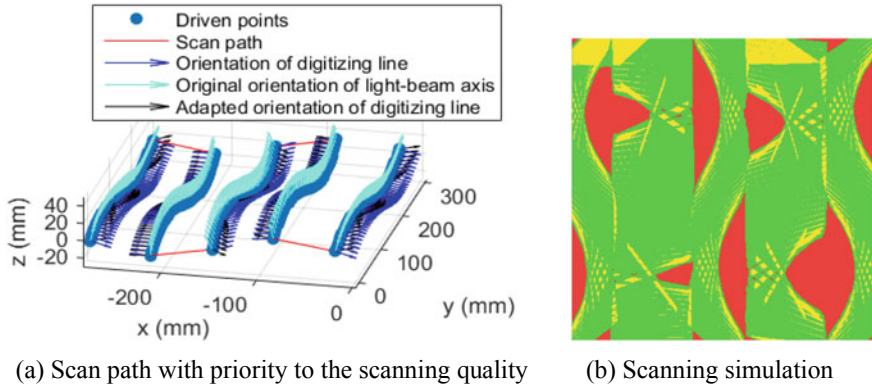 Driven points
Scan path
Orientation of digitizing line
Original orientation of light-beam axis
Adapted orientation of digitizing line
40
20
0
-20
z (mm)
-200
-100
0
x (mm)
300
200
100
0
y (mm)
(a) Scan path with priority to the scanning quality
(b) Scanning simulation